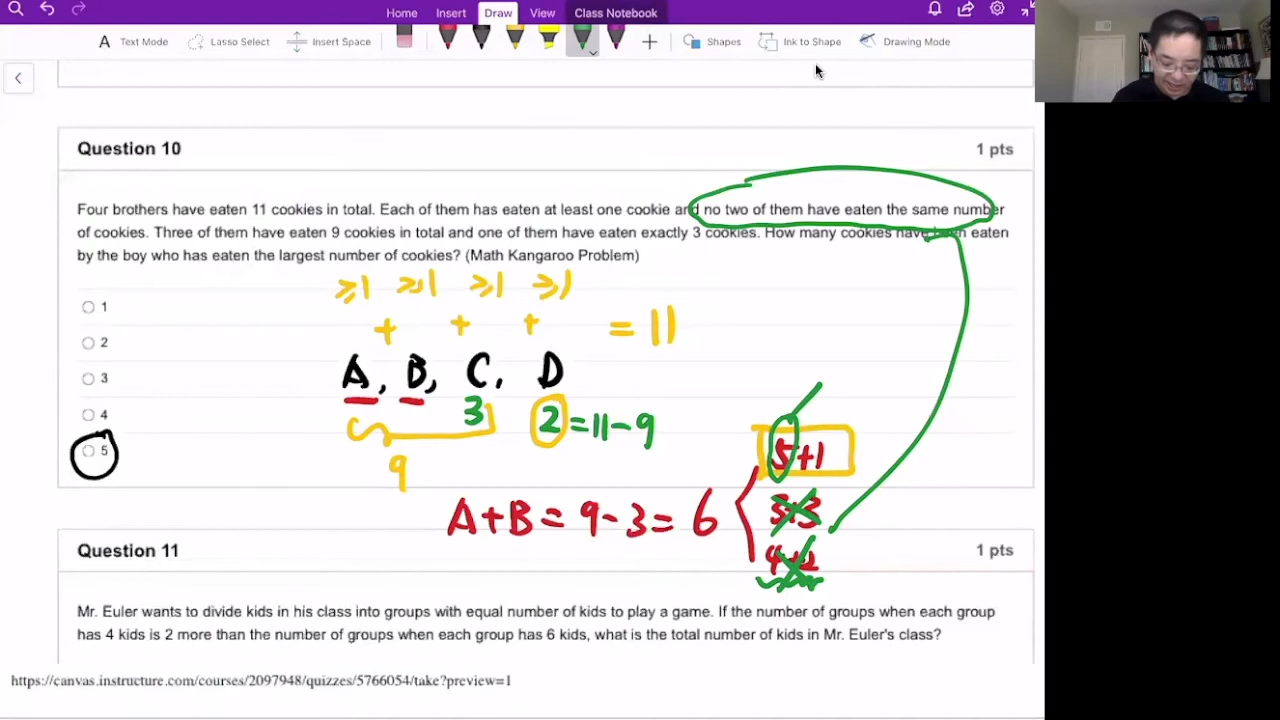 Home Insert Draw View Class Notebook
A Text Mode Lasso Select Insert Space Shapes Ink to Shape Drawing Mode
Question 10 1 pts
Four brothers have eaten 11 cookies in total. Each of them has eaten at least one cookie and no two of them have eaten the same number
of cookies. Three of them have eaten 9 cookies in total and one of them have eaten exactly 3 cookies. How many cookies have been eaten
by the boy who has eaten the largest number of cookies? (Math Kangaroo Problem)
≥1 ≥1 ≥1 ≥1
1
+ + + = 11
2
A, B, C, D
3
4
3 2 = 11-9
5
5+1
9
3+3
A+B = 9-3 = 6
4+2
Question 11 1 pts
Mr. Euler wants to divide kids in his class into groups with equal number of kids to play a game. If the number of groups when each group
has 4 kids is 2 more than the number of groups when each group has 6 kids, what is the total number of kids in Mr. Euler's class?
https://canvas.instructure.com/courses/2097948/quizzes/5766054/take?preview=1